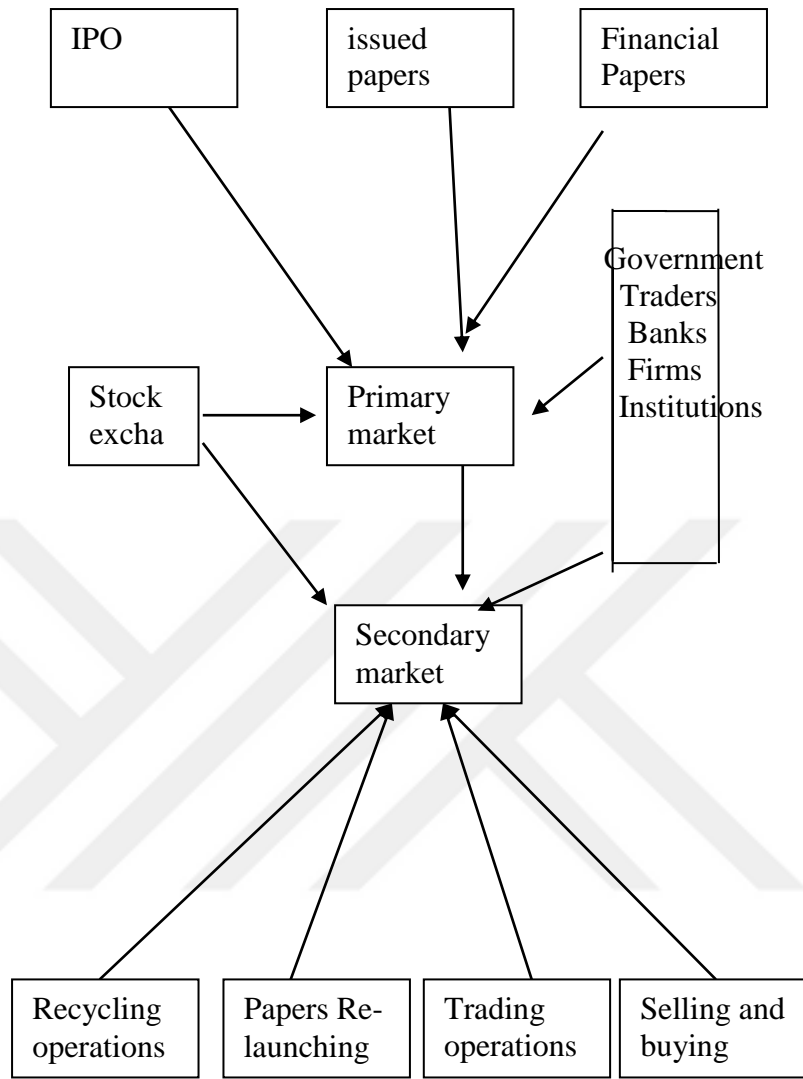 IPO
issued
papers
Financial
Papers
Government
Traders
Banks
Firms
Institutions
Stock
excha
Primary
market
Secondary
market
Recycling
operations
Papers Re-
launching
Trading
operations
Selling and
buying